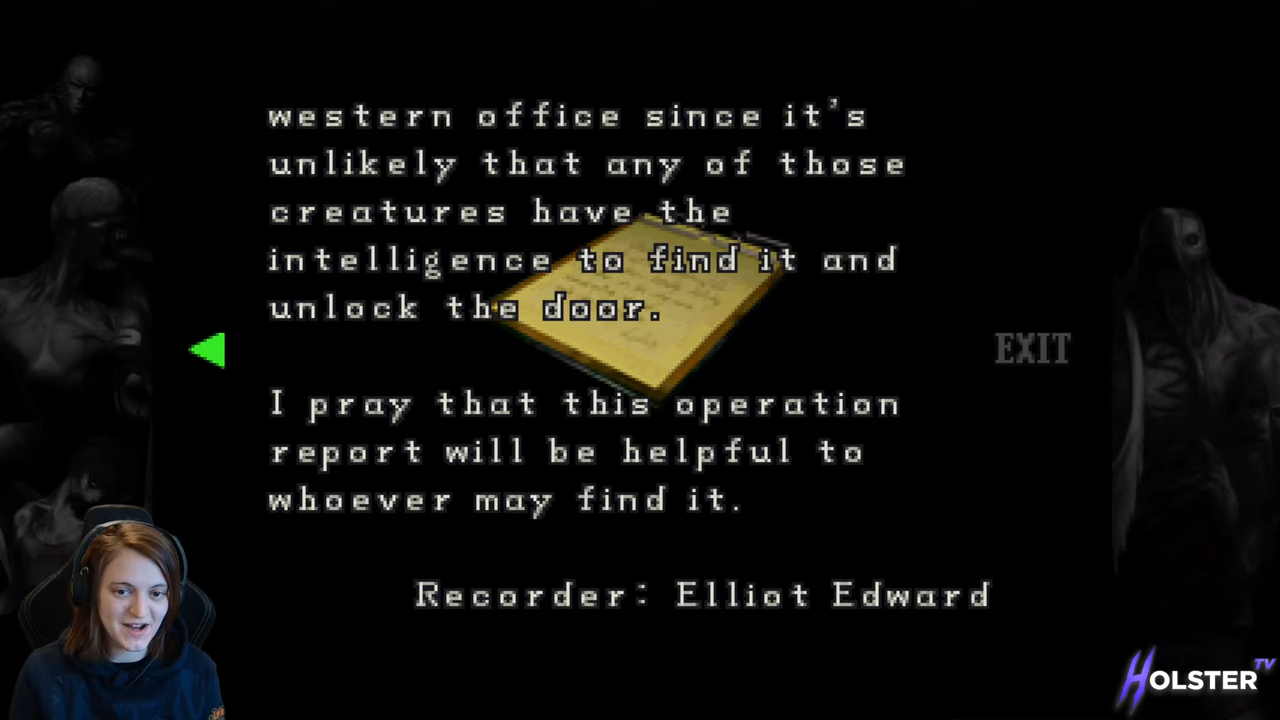 western office since it's
unlikely that any of those
creatures have the
intelligence to find it and
unlock the door.
EXIT
I pray that this operation
report will be helpful to
whoever may find it.
Recorder: Elliot Edward
HOLSTER TV